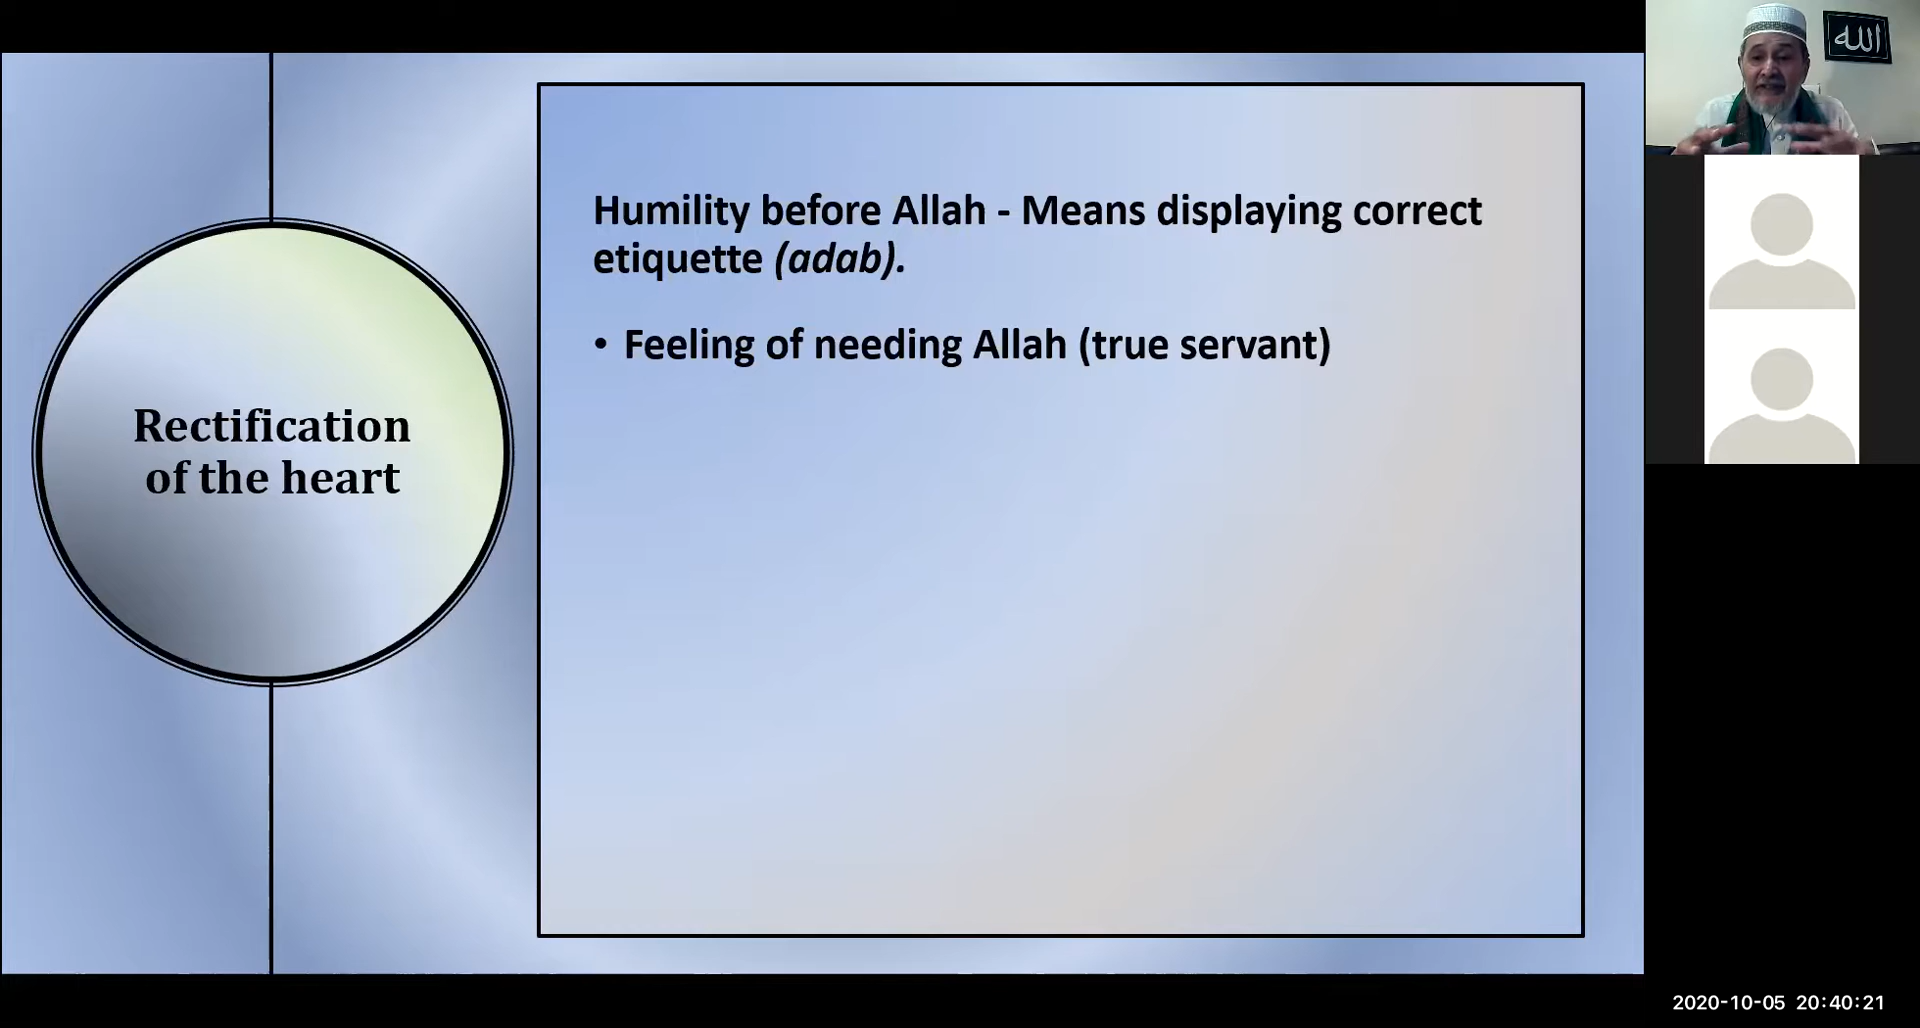 Rectification
of the heart
Humility before Allah - Means displaying correct
etiquette (adab).
• Feeling of needing Allah (true servant)
الله
2020-10-05 20:40:21